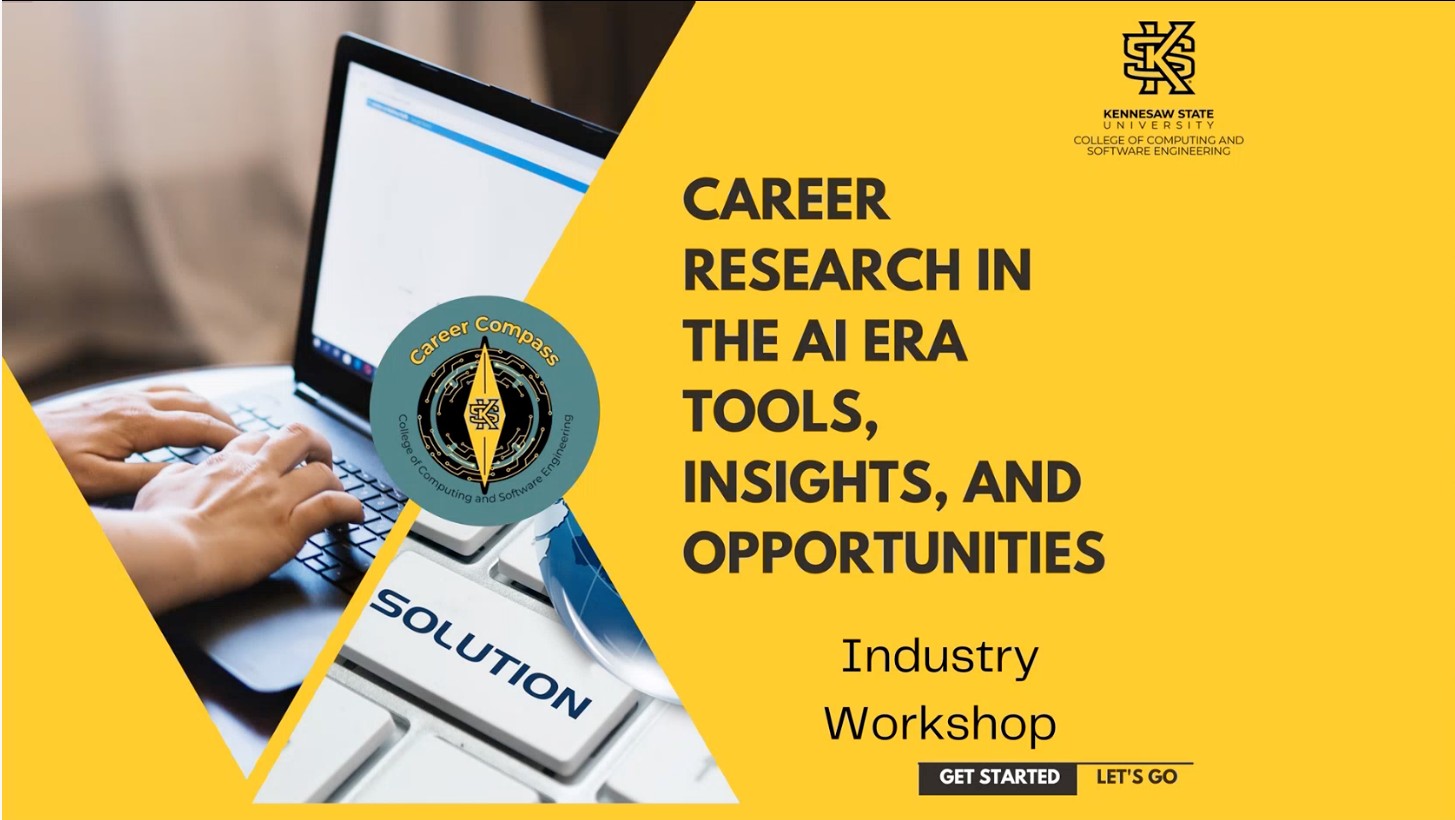 KENNESAW STATE
UNIVERSITY
COLLEGE OF COMPUTING AND
SOFTWARE ENGINEERING
CAREER
RESEARCH IN
THE AI ERA
TOOLS,
INSIGHTS, AND
OPPORTUNITIES
Career Compass
KS
College of Computing and Software Engineering
SOLUTION
Industry
Workshop
GET STARTED LET'S GO